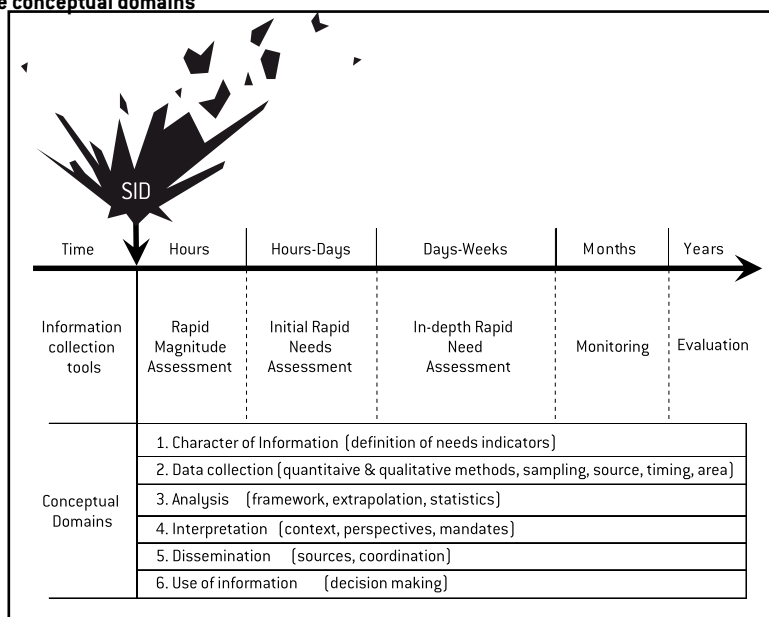 e conceptual domains
SID
Time
Hours
Hours-Days
Days-Weeks
Months
Years
Information
collection
tools
Rapid
Magnitude
Assessment
Initial Rapid
Needs
Assessment
In-depth Rapid
Need
Assessment
Monitoring
Evaluation
Conceptual
Domains
1. Character of Information (definition of needs indicators)
2. Data collection (quantitaive & qualitative methods, sampling, source, timing, area)
3. Analysis (framework, extrapolation, statistics)
4. Interpretation (context, perspectives, mandates)
5. Dissemination (sources, coordination)
6. Use of information (decision making)